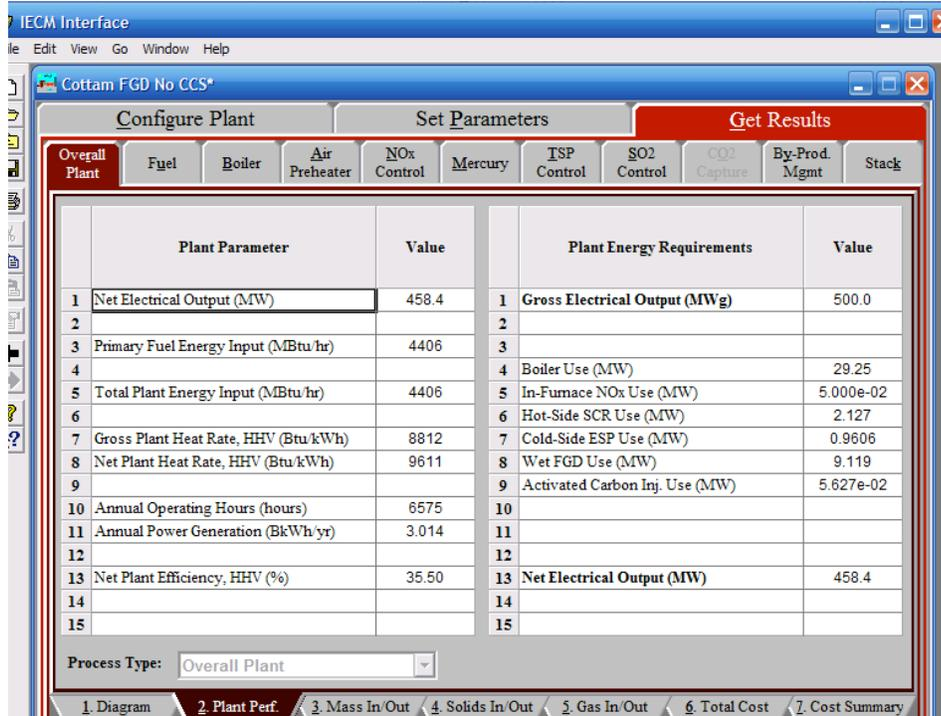 IECM Interface
Edit View Go Window Help
Cottam FGD No CCS*
Configure Plant Set Parameters Get Results
Overall Plant Fuel Boiler Air Preheater NOx Control Mercury TSP Control SO2 Control CO2 Capture By-Prod. Mgmt Stack
Plant Parameter Value Plant Energy Requirements Value
1 Net Electrical Output (MW) 458.4 1 Gross Electrical Output (MWg) 500.0
2 2
3 Primary Fuel Energy Input (MBtu/hr) 4406 3
4 4 Boiler Use (MW) 29.25
5 Total Plant Energy Input (MBtu/hr) 4406 5 In-Furnace NOx Use (MW) 5.000e-02
6 6 Hot-Side SCR Use (MW) 2.127
7 Gross Plant Heat Rate, HHV (Btu/kWh) 8812 7 Cold-Side ESP Use (MW) 0.9606
8 Net Plant Heat Rate, HHV (Btu/kWh) 9611 8 Wet FGD Use (MW) 9.119
9 9 Activated Carbon Inj. Use (MW) 5.627e-02
10 Annual Operating Hours (hours) 6575 10
11 Annual Power Generation (BkWh/yr) 3.014 11
12 12
13 Net Plant Efficiency, HHV (%) 35.50 13 Net Electrical Output (MW) 458.4
14 14
15 15
Process Type: Overall Plant
1. Diagram 2. Plant Perf. 3. Mass In/Out 4. Solids In/Out 5. Gas In/Out 6. Total Cost 7. Cost Summary